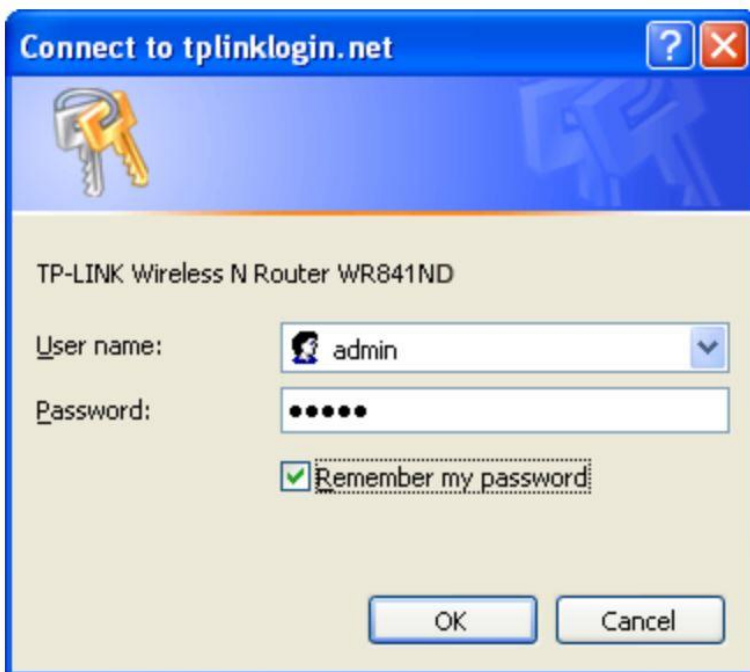 Connect to tplinklogin.net
TP-LINK Wireless N Router WR841ND
User name:
admin
Password:
•••••
Remember my password
OK
Cancel